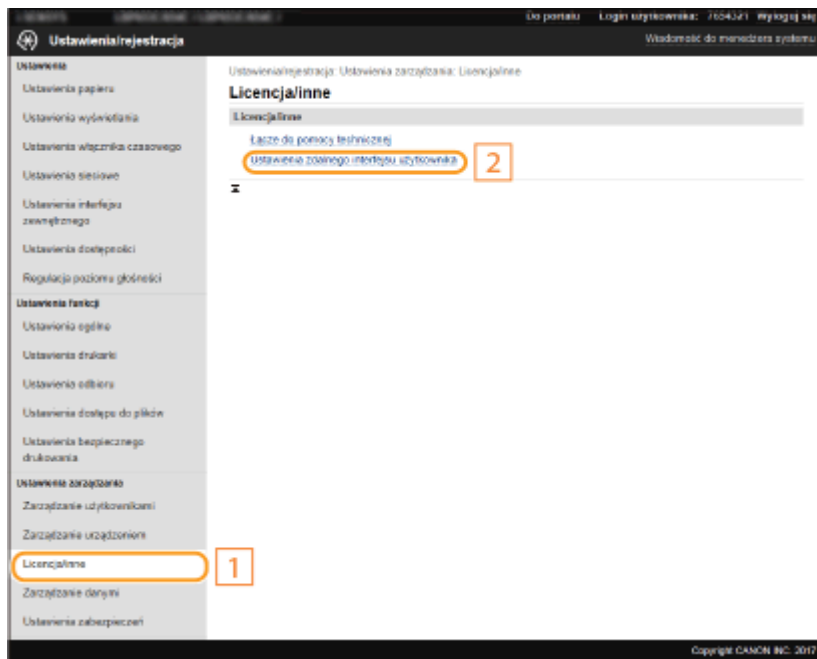 Do portalu Login użytkownika: 7654321 Wyloguj się
Ustawienia/rejestracja
Wiadomość do menedżera systemu
Ustawienia
Ustawienia papieru
Ustawienia wyświetlania
Ustawienia włącznika czasowego
Ustawienia sieciowe
Ustawienia interfejsu
zewnętrznego
Ustawienia dostępności
Regulacja poziomu głośności
Ustawienia funkcji
Ustawienia ogólne
Ustawienia drukarki
Ustawienia odbioru
Ustawienia dostępu do plików
Ustawienia bezpiecznego
drukowania
Ustawienia zarządzania
Zarządzanie użytkownikami
Zarządzanie urządzeniem
Licencja/inne
1
Zarządzanie danymi
Ustawienia zabezpieczeń
Ustawienia/rejestracja: Ustawienia zarządzania: Licencja/inne
Licencja/inne
Licencja/inne
Łącze do pomocy technicznej
Ustawienia zdalnego interfejsu użytkownika
2
Copyright CANON INC. 2017